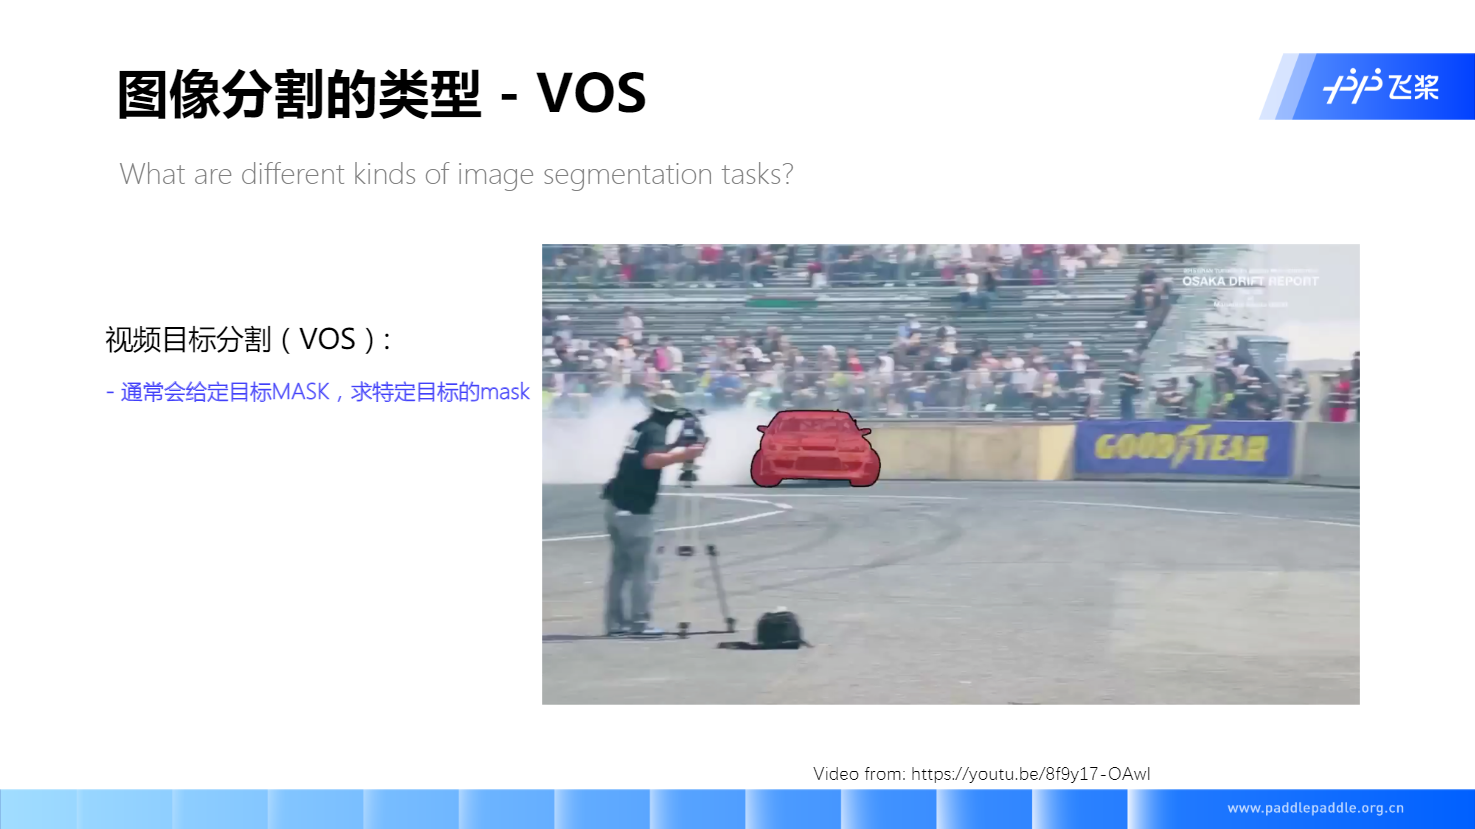 图像分割的类型 - VOS
飞桨
What are different kinds of image segmentation tasks?
OSAKA DRIFT REPORT
视频目标分割（VOS）:
- 通常会给定目标MASK，求特定目标的mask
GOODYEAR
Video from: https://youtu.be/8f9y17-OAwI
www.paddlepaddle.org.cn